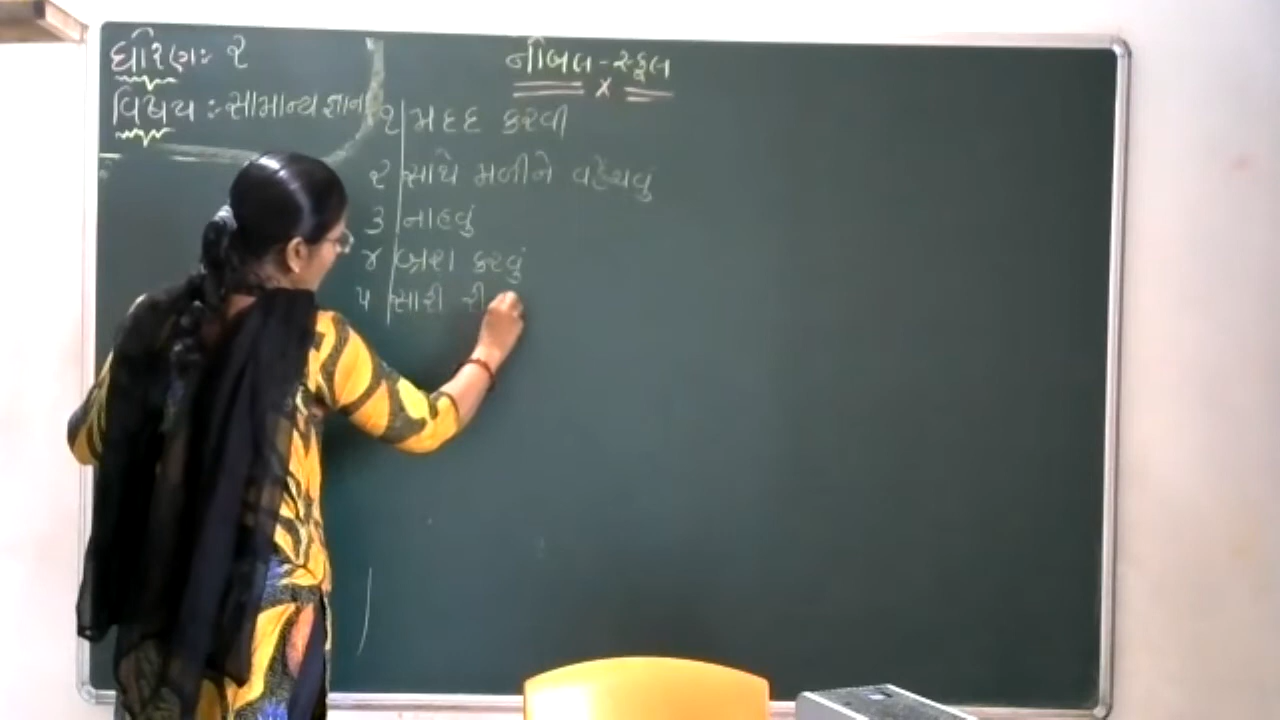 ધોરણઃ ૨
નોબલ-સ્કૂલ
x
વિષય :- સામાન્ય જ્ઞાન
૧ મદદ કરવી
૨ સાથે મળીને વહેંચવું
૩ નાહવું
૪ બ્રશ કરવું
૫ સારી રી